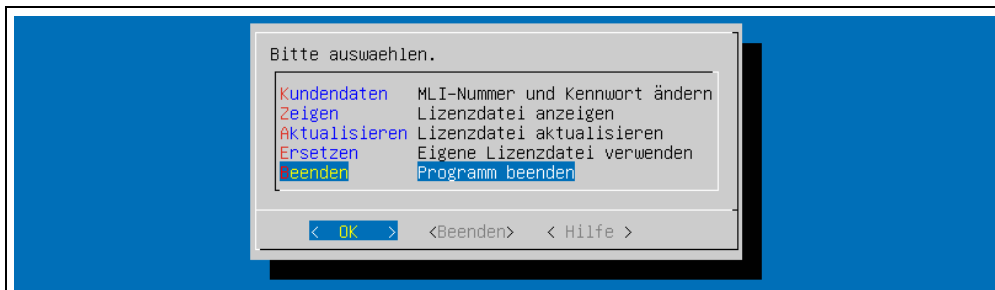 Bitte auswaehlen.
Kundendaten MLI-Nummer und Kennwort ändern
Zeigen Lizenzdatei anzeigen
Aktualisieren Lizenzdatei aktualisieren
Ersetzen Eigene Lizenzdatei verwenden
Beenden Programm beenden
< OK > <Beenden> < Hilfe >